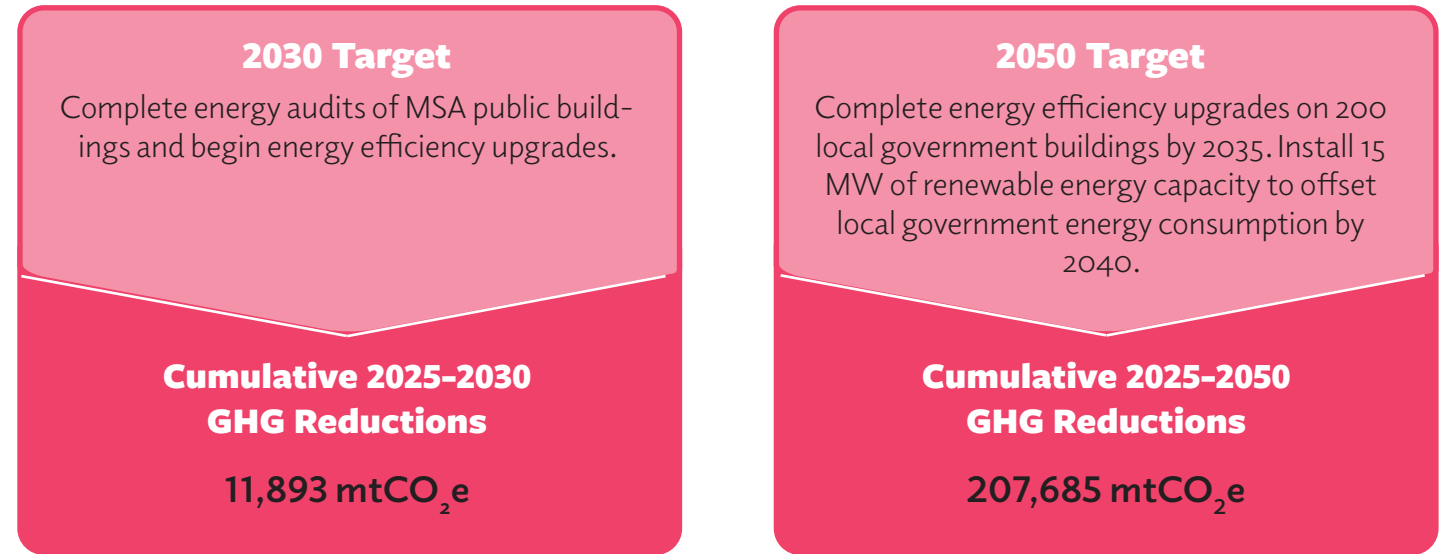 2030 Target
Complete energy audits of MSA public build-
ings and begin energy efficiency upgrades.
Cumulative 2025–2030
GHG Reductions
11,893 mtCO₂e
2050 Target
Complete energy efficiency upgrades on 200
local government buildings by 2035. Install 15
MW of renewable energy capacity to offset
local government energy consumption by
2040.
Cumulative 2025–2050
GHG Reductions
207,685 mtCO₂e